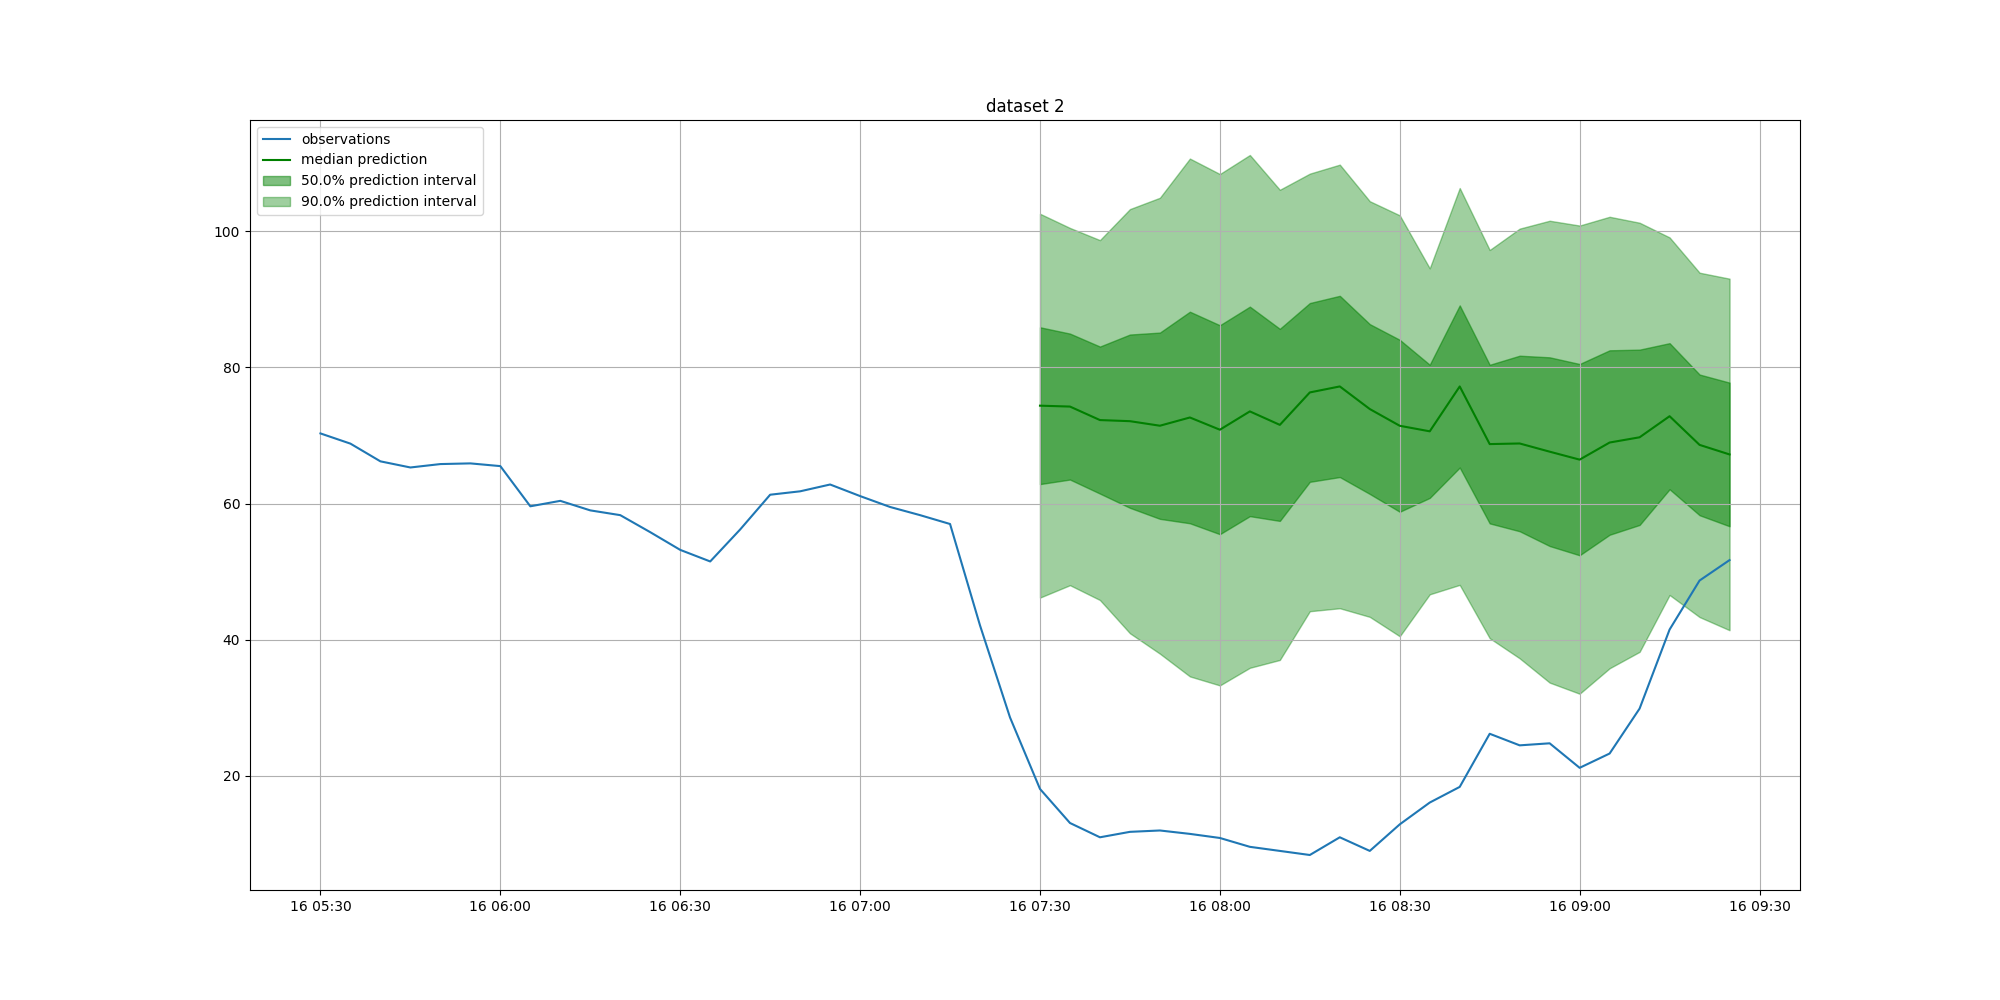 dataset 2
observations
median prediction
50.0% prediction interval
90.0% prediction interval
100
80
60
40
20
16 05:30 16 06:00 16 06:30 16 07:00 16 07:30 16 08:00 16 08:30 16 09:00 16 09:30